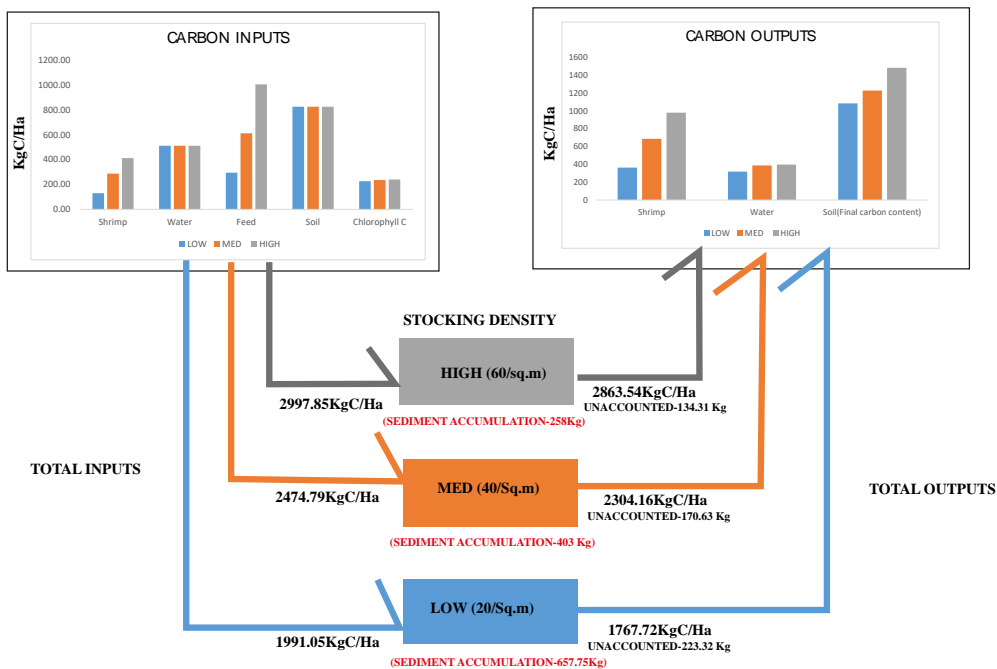 CARBON INPUTS
KgC/Ha
1200.00
1000.00
800.00
600.00
400.00
200.00
0.00
Shrimp Water Feed Soil Chlorophyll C
LOW MED HIGH
CARBON OUTPUTS
KgC/Ha
1600
1400
1200
1000
800
600
400
200
0
Shrimp Water Soil(Final carbon content)
LOW MED HIGH
STOCKING DENSITY
HIGH (60/sq.m)
2997.85KgC/Ha
2863.54KgC/Ha
UNACCOUNTED-134.31 Kg
(SEDIMENT ACCUMULATION-258Kg)
TOTAL INPUTS
MED (40/Sq.m)
TOTAL OUTPUTS
2474.79KgC/Ha
2304.16KgC/Ha
UNACCOUNTED-170.63 Kg
(SEDIMENT ACCUMULATION-403 Kg)
LOW (20/Sq.m)
1991.05KgC/Ha
1767.72KgC/Ha
UNACCOUNTED-223.32 Kg
(SEDIMENT ACCUMULATION-657.75Kg)